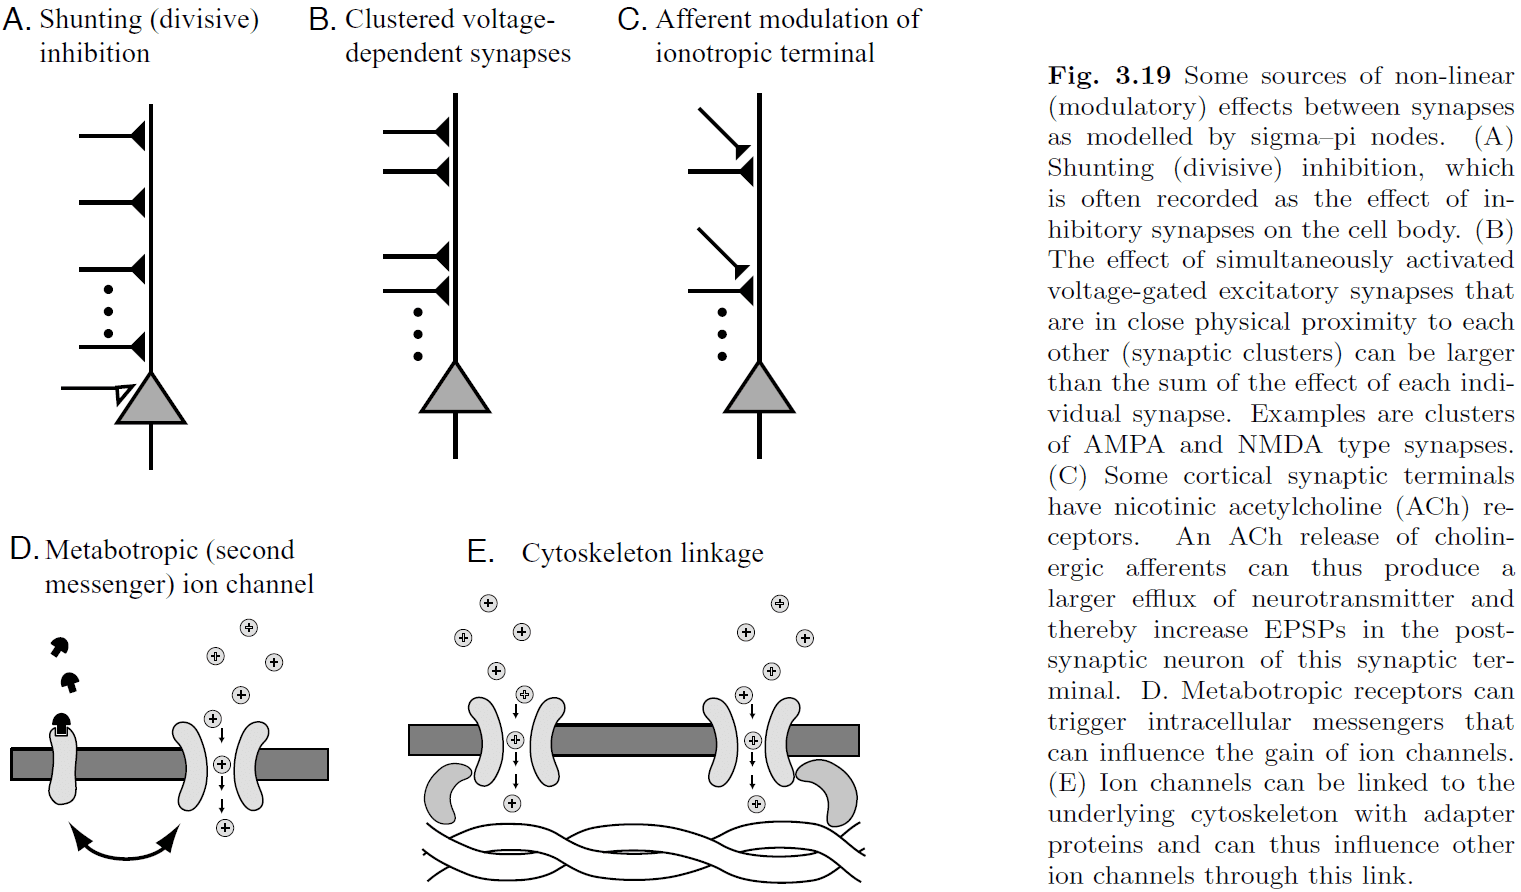 A. Shunting (divisive)
inhibition
B. Clustered voltage-
dependent synapses
C. Afferent modulation of
ionotropic terminal
D. Metabotropic (second
messenger) ion channel
E. Cytoskeleton linkage
Fig. 3.19 Some sources of non-linear
(modulatory) effects between synapses
as modelled by sigma–pi nodes. (A)
Shunting (divisive) inhibition, which
is often recorded as the effect of in-
hibitory synapses on the cell body. (B)
The effect of simultaneously activated
voltage-gated excitatory synapses that
are in close physical proximity to each
other (synaptic clusters) can be larger
than the sum of the effect of each indi-
vidual synapse. Examples are clusters
of AMPA and NMDA type synapses.
(C) Some cortical synaptic terminals
have nicotinic acetylcholine (ACh) re-
ceptors. An ACh release of cholin-
ergic afferents can thus produce a
larger efflux of neurotransmitter and
thereby increase EPSPs in the post-
synaptic neuron of this synaptic ter-
minal. D. Metabotropic receptors can
trigger intracellular messengers that
can influence the gain of ion channels.
(E) Ion channels can be linked to the
underlying cytoskeleton with adapter
proteins and can thus influence other
ion channels through this link.